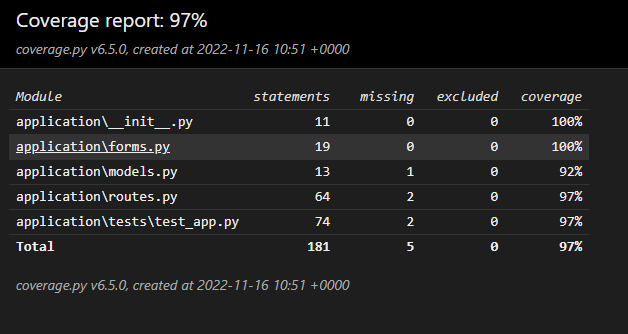 Coverage report: 97%
coverage.py v6.5.0, created at 2022-11-16 10:51 +0000
Module statements missing excluded coverage
application\__init__.py 11 0 0 100%
application\forms.py 19 0 0 100%
application\models.py 13 1 0 92%
application\routes.py 64 2 0 97%
application\tests\test_app.py 74 2 0 97%
Total 181 5 0 97%
coverage.py v6.5.0, created at 2022-11-16 10:51 +0000